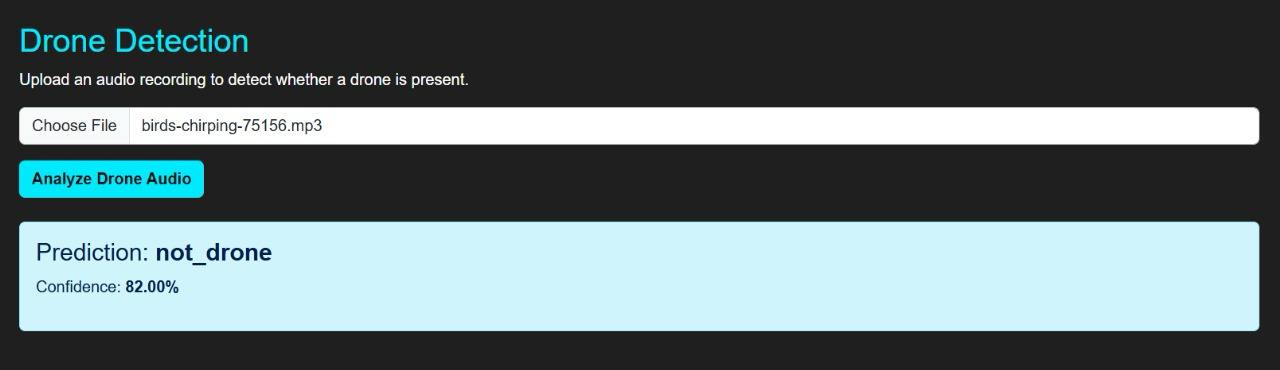 Drone Detection
Upload an audio recording to detect whether a drone is present.
Choose File birds-chirping-75156.mp3
Analyze Drone Audio
Prediction: not_drone
Confidence: 82.00%